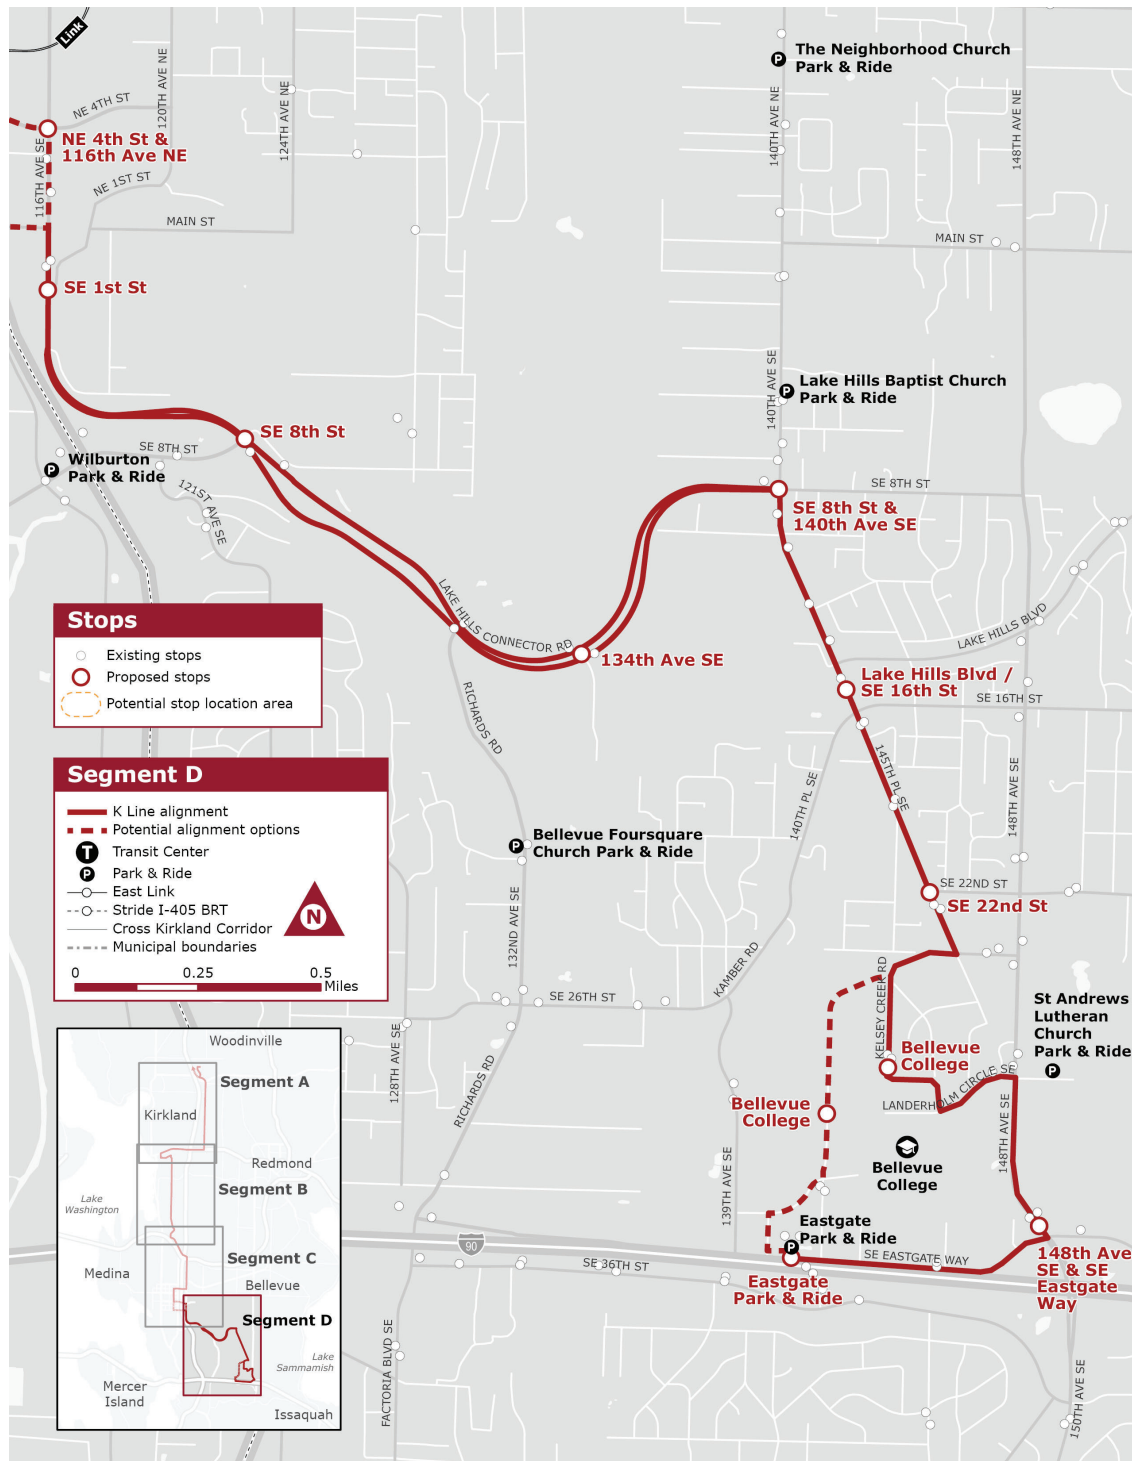 Link
The Neighborhood Church
Park & Ride
NE 4TH ST
120TH AVE NE
124TH AVE NE
140TH AVE NE
148TH AVE NE
NE 4th St &
116th Ave NE
116TH AVE SE
NE 1ST ST
MAIN ST
MAIN ST
SE 1st St
140TH AVE SE
Lake Hills Baptist Church
Park & Ride
SE 8th St
SE 8TH ST
Wilburton
Park & Ride
121ST AVE SE
SE 8TH ST
SE 8th St &
140th Ave SE
LAKE HILLS CONNECTOR RD
134th Ave SE
LAKE HILLS BLVD
Lake Hills Blvd /
SE 16th St
SE 16TH ST
RICHARDS RD
Stops
Existing stops
Proposed stops
Potential stop location area
Segment D
K Line alignment
Potential alignment options
T
Transit Center
P
Park & Ride
East Link
Stride I-405 BRT
Cross Kirkland Corridor
Municipal boundaries
N
0
0.25
0.5
Miles
145TH PL SE
140TH PL SE
148TH AVE SE
Bellevue Foursquare
Church Park & Ride
SE 22ND ST
SE 22nd St
132ND AVE SE
KAMBER RD
SE 26TH ST
KELSEY CREEK RD
St Andrews
Lutheran
Church
Park & Ride
Bellevue
College
128TH AVE SE
RICHARDS RD
LANDERHOLM CIRCLE SE
Bellevue
College
148TH AVE SE
139TH AVE SE
Bellevue
College
Eastgate
Park & Ride
90
SE 36TH ST
SE EASTGATE WAY
Eastgate
Park & Ride
148th Ave
SE & SE
Eastgate
Way
FACTORIA BLVD SE
150TH AVE SE
Woodinville
Segment A
Kirkland
Redmond
Segment B
Lake
Washington
Segment C
Medina
Bellevue
Segment D
Lake
Sammamish
Mercer
Island
Issaquah